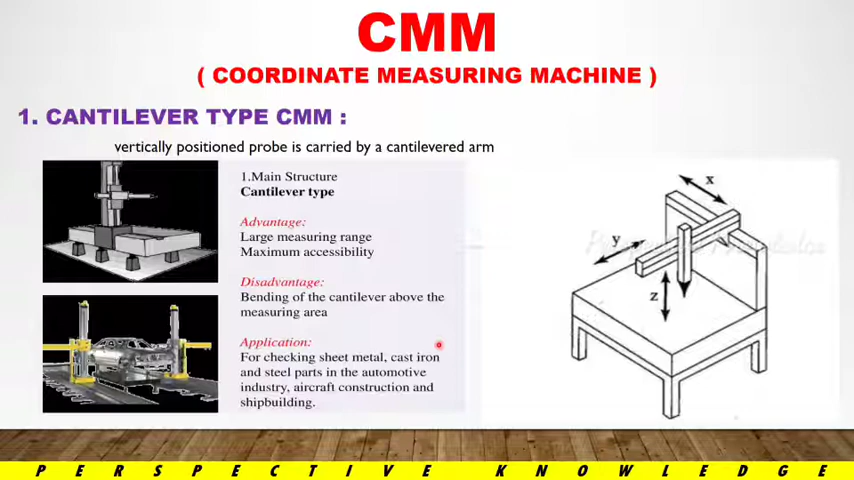 CMM
( COORDINATE MEASURING MACHINE )
1. CANTILEVER TYPE CMM :
vertically positioned probe is carried by a cantilevered arm
1.Main Structure
Cantilever type
Advantage:
Large measuring range
Maximum accessibility
Disadvantage:
Bending of the cantilever above the
measuring area
Application:
For checking sheet metal, cast iron
and steel parts in the automotive
industry, aircraft construction and
shipbuilding.
x
y
z
PERSPECTIVE KNOWLEDGE